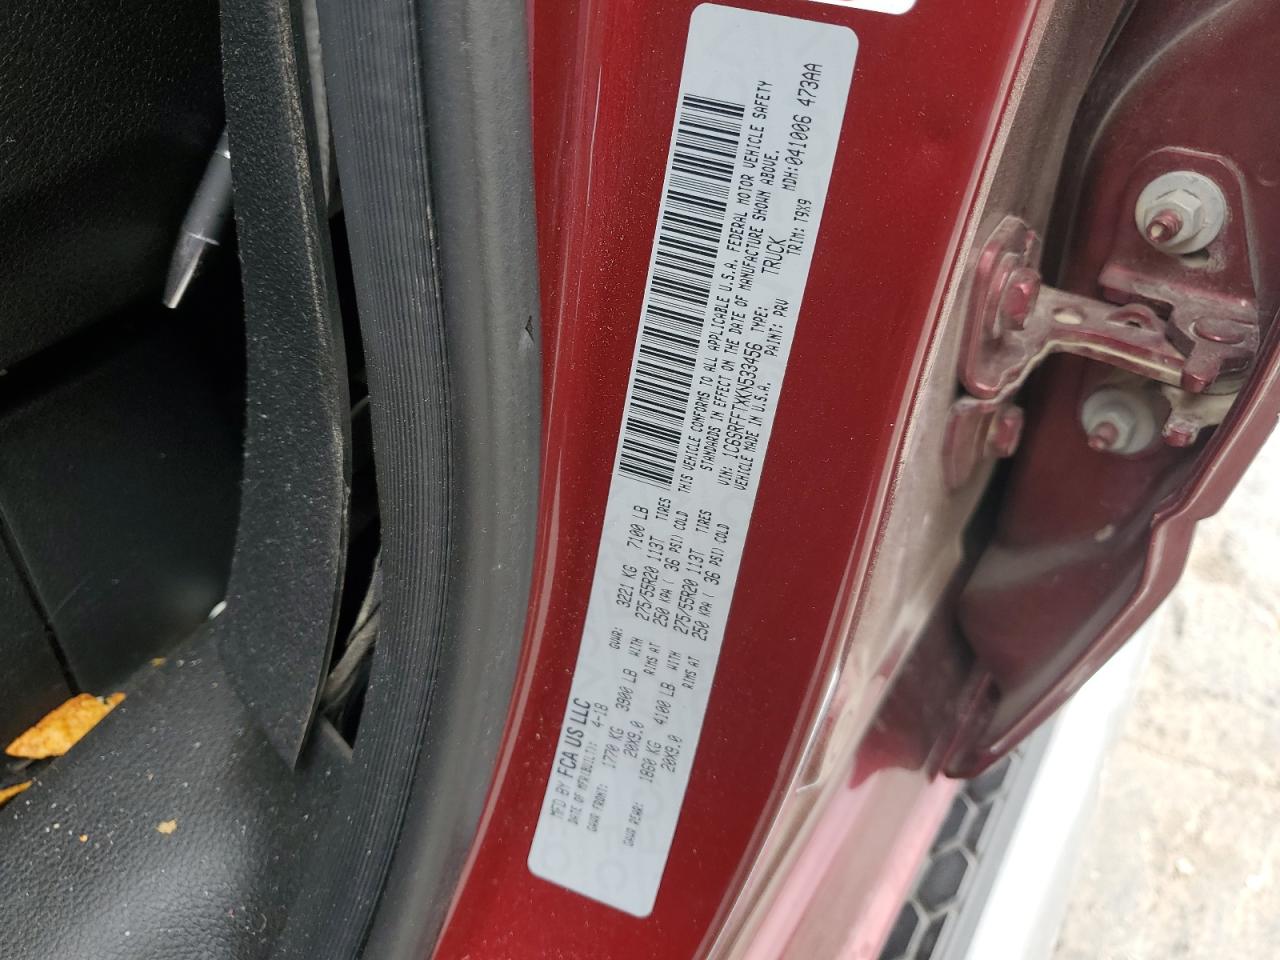 MFD BY FCA US LLC
DATE OF MFR(BUILT): 4-18 GVWR: 3221 KG 7100 LB
GAWR FRONT: 1770 KG 3900 LB WITH 275/55R20 113T TIRES
20X9.0 RIMS AT 250 KPA( 36 PSI) COLD
GAWR REAR: 1860 KG 4100 LB WITH 275/55R20 113T TIRES
20X9.0 RIMS AT 250 KPA( 36 PSI) COLD
THIS VEHICLE CONFORMS TO ALL APPLICABLE U.S.A. FEDERAL MOTOR VEHICLE SAFETY
STANDARDS IN EFFECT ON THE DATE OF MANUFACTURE SHOWN ABOVE.
VIN: 1C6SRFFTXKN533456 TYPE: TRUCK
VEHICLE MADE IN U.S.A. PAINT: PRV TRIM: T9X9 MDH:041006 473AA